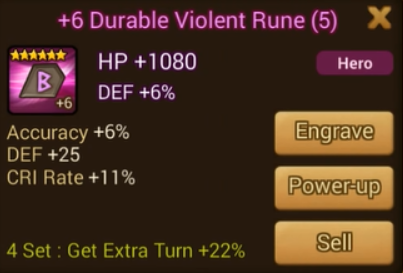 +6 Durable Violent Rune (5)
HP +1080
Hero
DEF +6%
+6
Accuracy +6%
DEF +25
CRI Rate +11%
Engrave
Power-up
Sell
4 Set : Get Extra Turn +22%